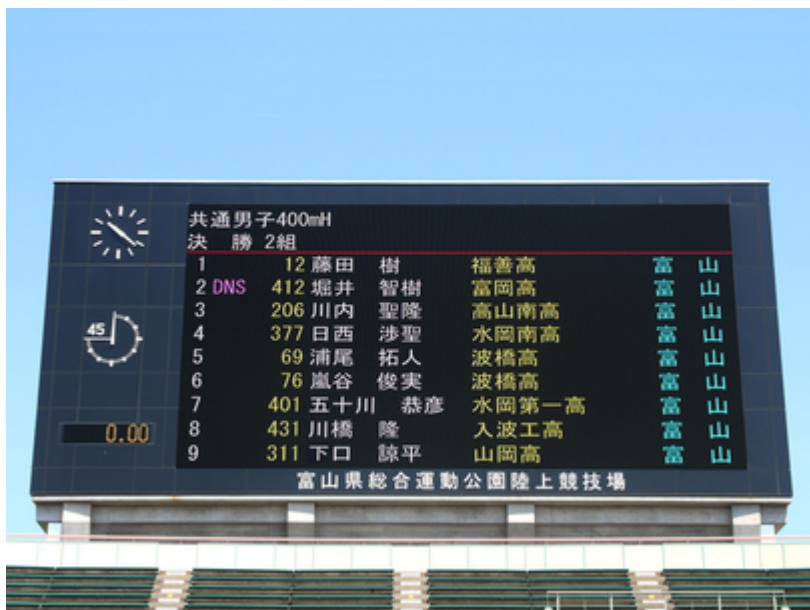 共通男子400mH
決 勝 2組
1 12 藤田 樹 福善高 富 山
2 DNS 412 堀井 智樹 富岡高 富 山
3 206 川内 聖隆 高山南高 富 山
4 377 日西 渉聖 水岡南高 富 山
5 69 浦尾 拓人 波橋高 富 山
6 76 嵐谷 俊実 波橋高 富 山
7 401 五十川 恭彦 水岡第一高 富 山
8 431 川橋 隆 入波工高 富 山
9 311 下口 諒平 山岡高 富 山
45
0.00
富山県総合運動公園陸上競技場